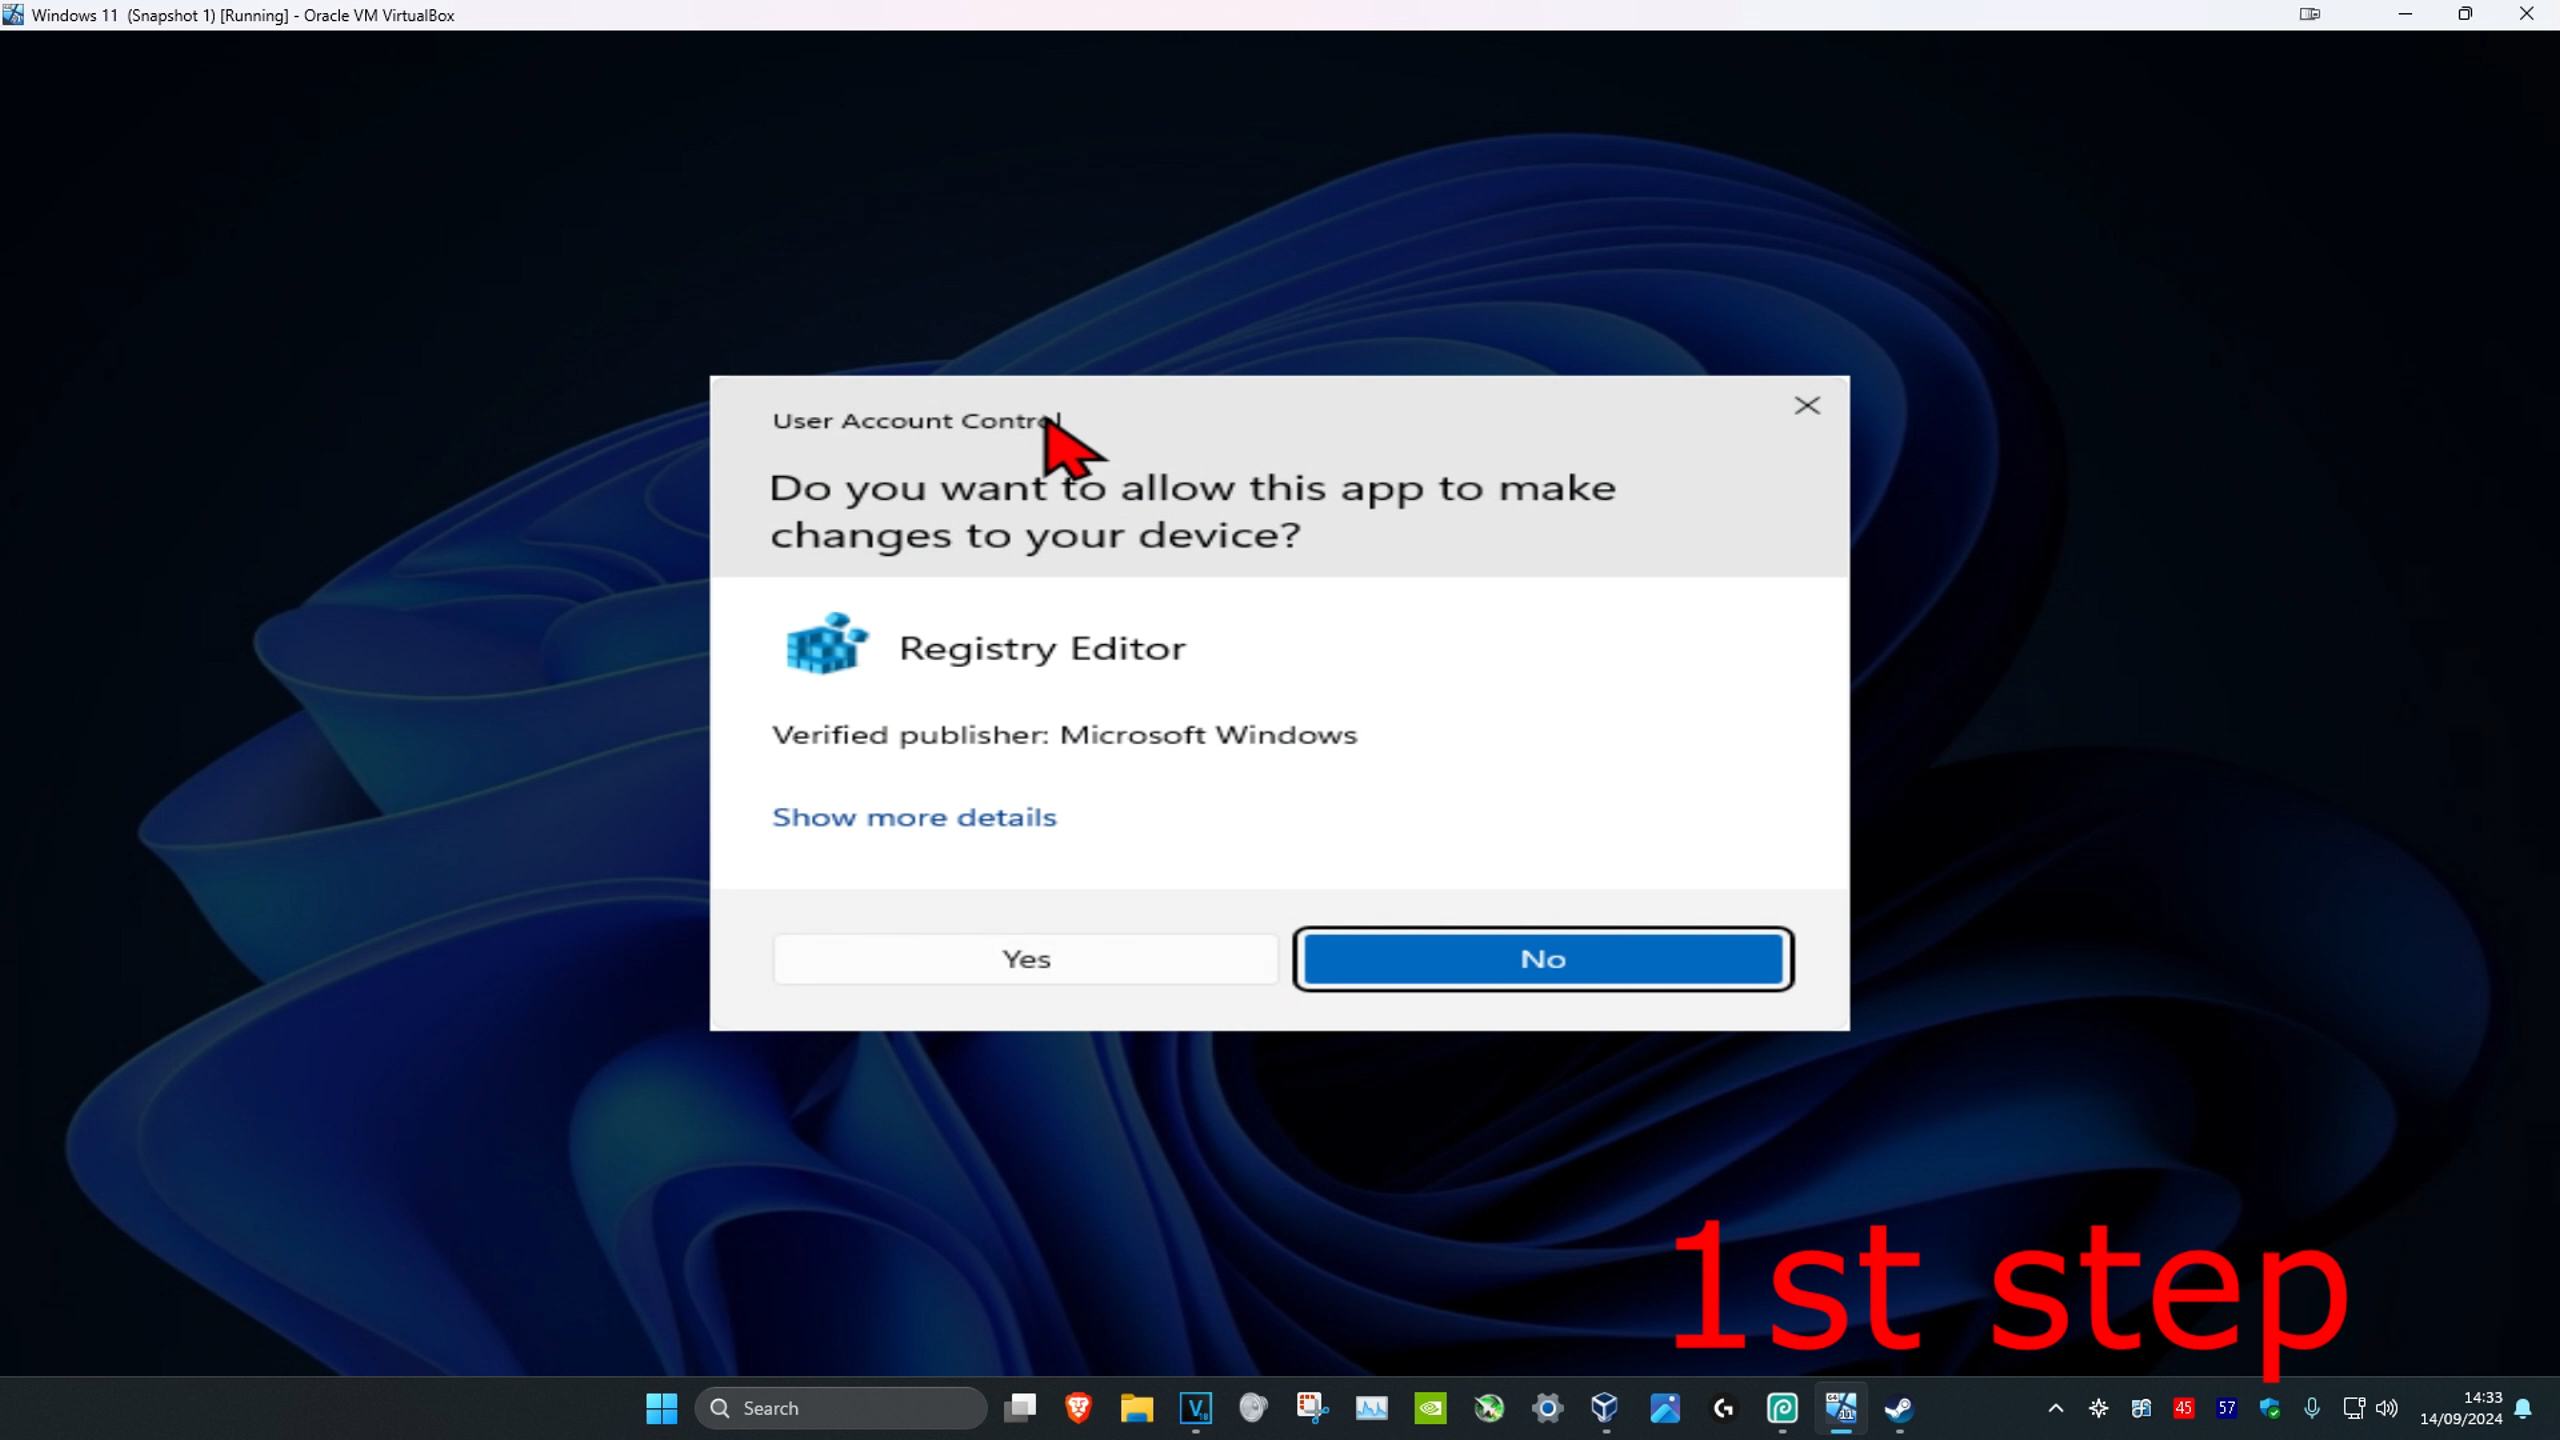 Windows 11 (Snapshot 1) [Running] - Oracle VM VirtualBox
User Account Control
Do you want to allow this app to make
changes to your device?
Registry Editor
Verified publisher: Microsoft Windows
Show more details
Yes
No
1st step
Search
45
57
14:33
14/09/2024